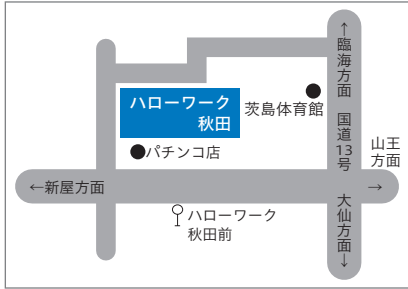 ←臨海方面 国道13号 大仙方面→
ハローワーク
秋田
茨島体育館
●パチンコ店
山王
方面
→
←新屋方面
ハローワーク
秋田前